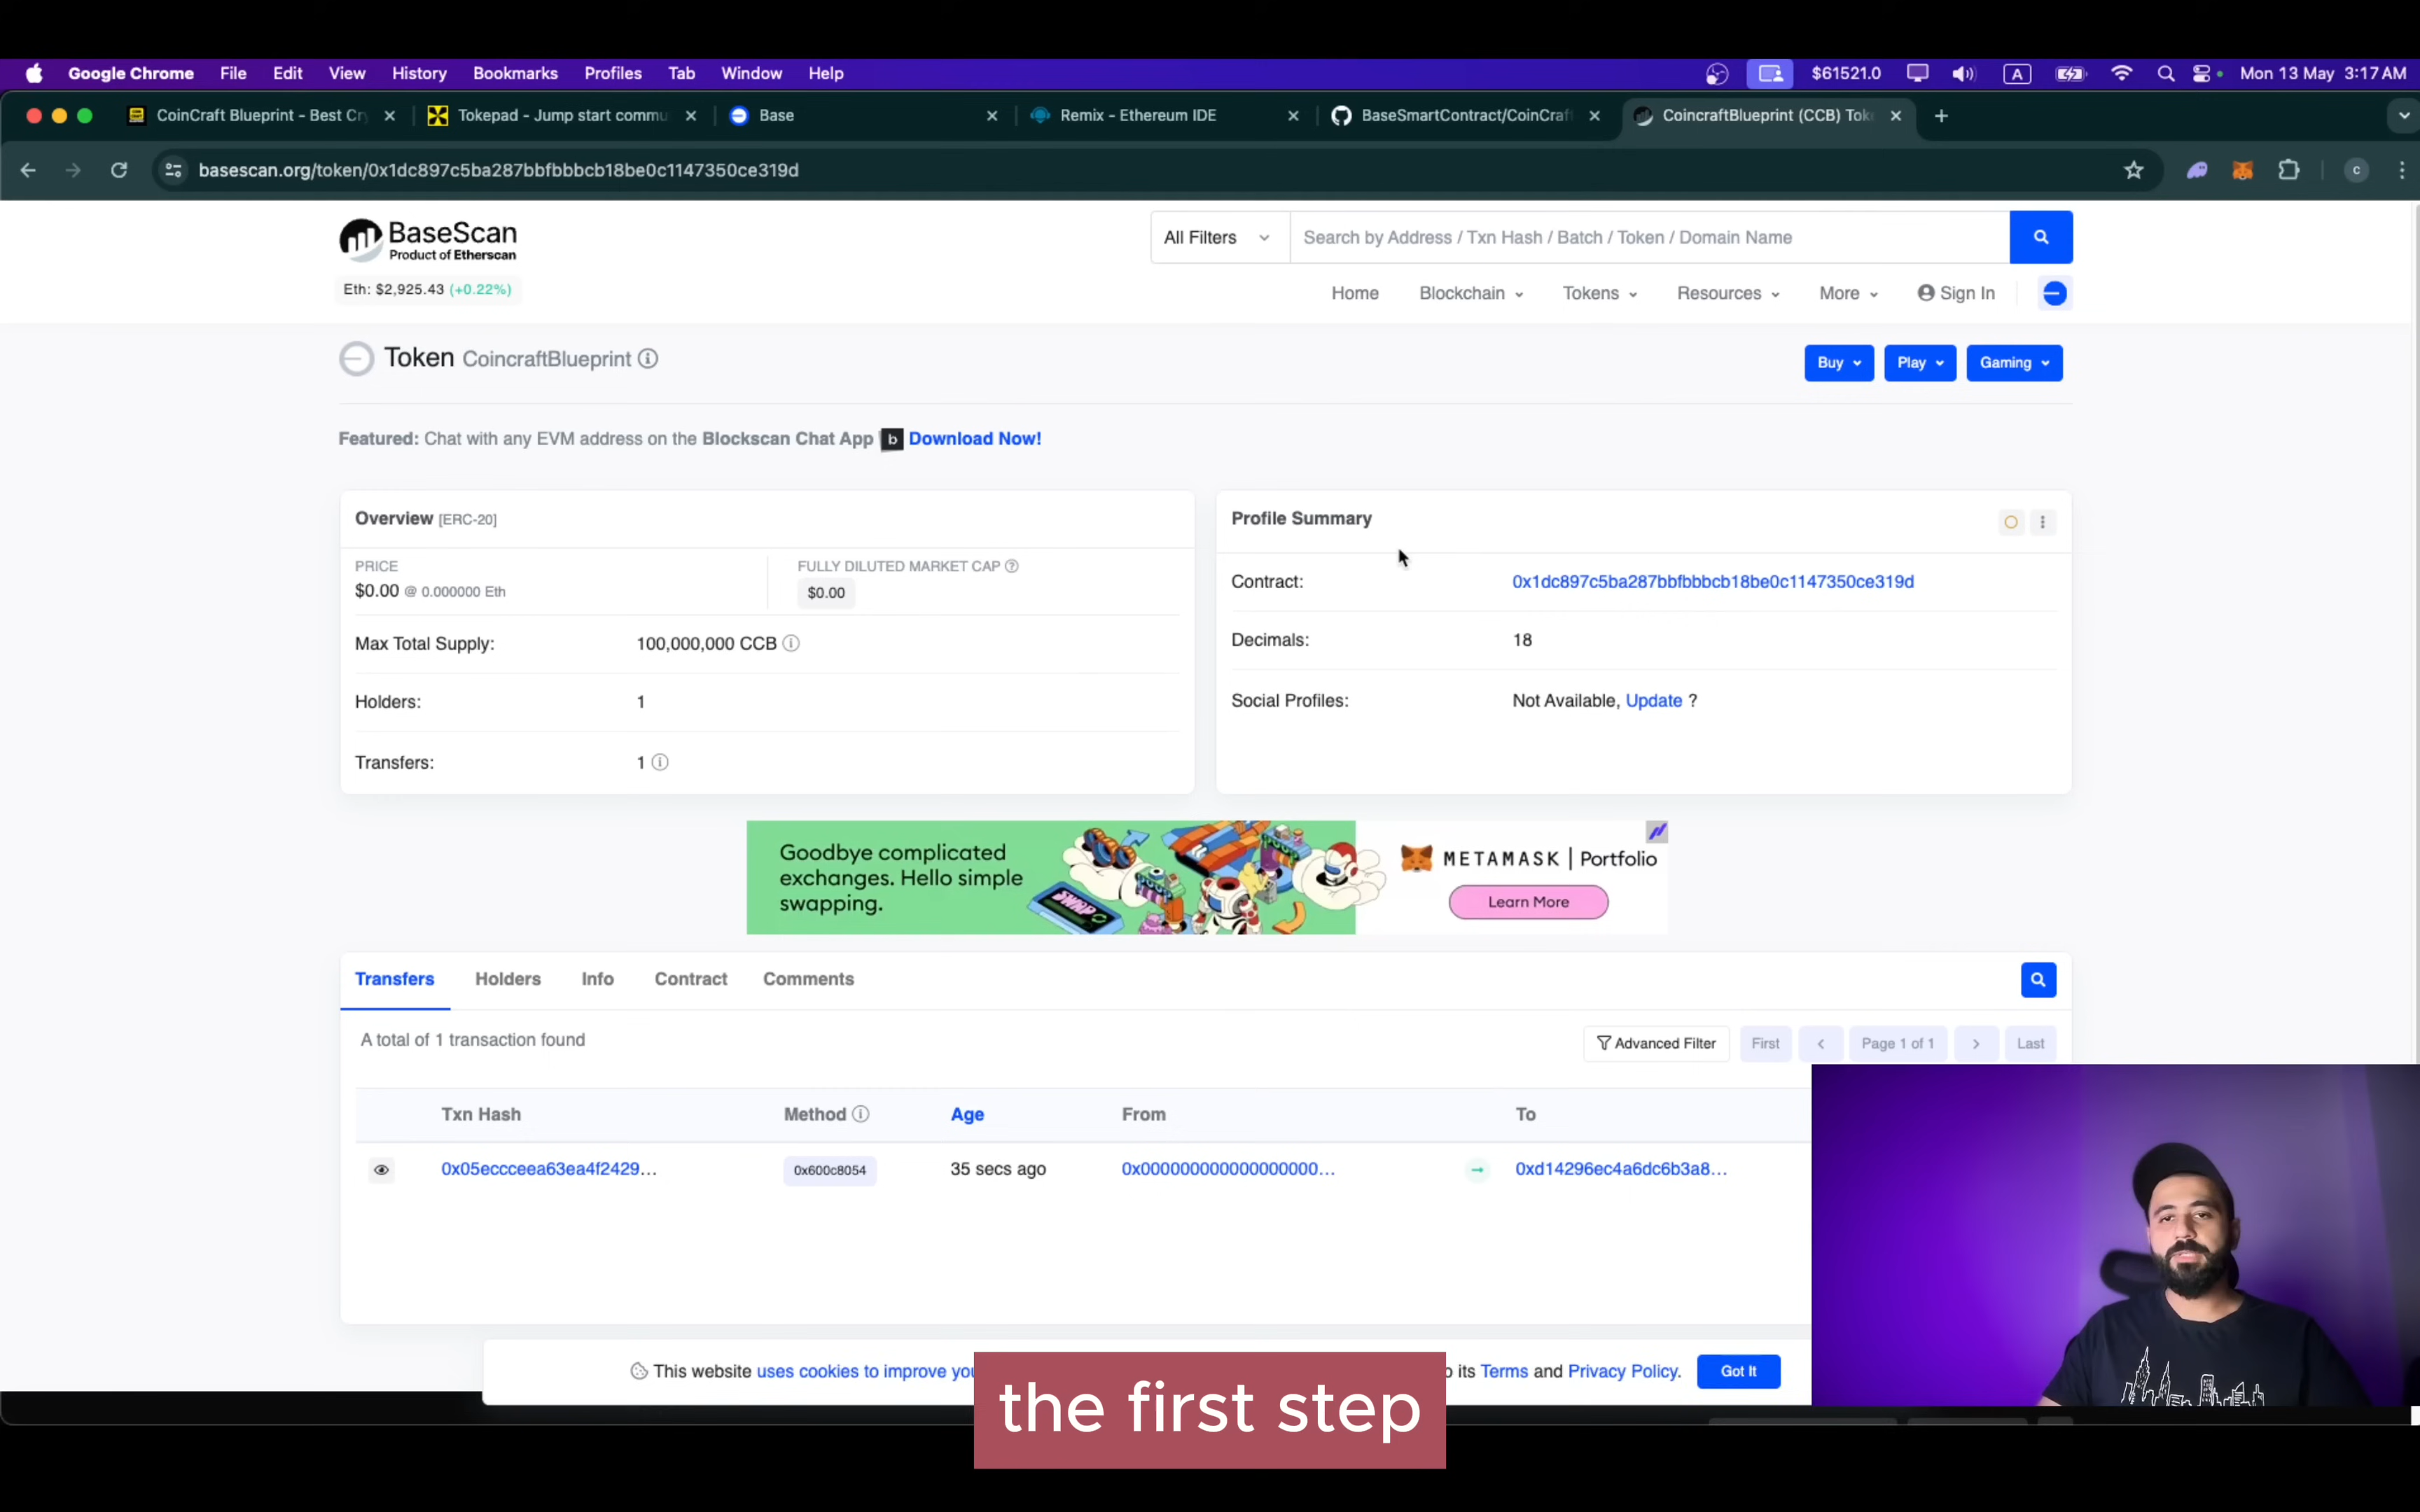 Google Chrome File Edit View History Bookmarks Profiles Tab Window Help $61521.0 A Mon 13 May 3:17 AM
CoinCraft Blueprint - Best Cr Tokepad - Jump start commu Base Remix - Ethereum IDE BaseSmartContract/CoinCraft CoincraftBlueprint (CCB) Tok
basescan.org/token/0x1dc897c5ba287bbfbbbcb18be0c1147350ce319d c
BaseScan
Product of Etherscan
All Filters Search by Address / Txn Hash / Batch / Token / Domain Name
Eth: $2,925.43 (+0.22%)
Home Blockchain Tokens Resources More Sign In
Token CoincraftBlueprint
Buy Play Gaming
Featured: Chat with any EVM address on the Blockscan Chat App b Download Now!
Overview [ERC-20]
PRICE
$0.00 @ 0.000000 Eth
FULLY DILUTED MARKET CAP
$0.00
Max Total Supply: 100,000,000 CCB
Holders: 1
Transfers: 1
Profile Summary
Contract: 0x1dc897c5ba287bbfbbbcb18be0c1147350ce319d
Decimals: 18
Social Profiles: Not Available, Update ?
Goodbye complicated
exchanges. Hello simple
swapping.
SWAP
METAMASK | Portfolio
Learn More
Transfers Holders Info Contract Comments
A total of 1 transaction found
Advanced Filter First Page 1 of 1 Last
Txn Hash Method Age From To
0x05eccceea63ea4f2429... 0x600c8054 35 secs ago 0x000000000000000000... 0xd14296ec4a6dc6b3a8...
This website uses cookies to improve you its Terms and Privacy Policy. Got It
the first step